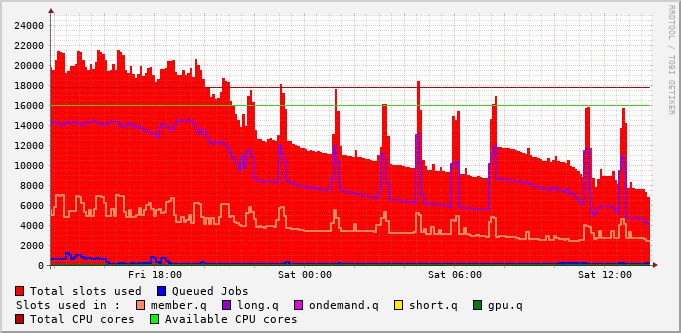 24000
22000
20000
18000
16000
14000
12000
10000
8000
6000
4000
2000
0
Fri 18:00 Sat 00:00 Sat 06:00 Sat 12:00
RRDTOOL / TOBI OETIKER
Total slots used Queued Jobs
Slots used in : member.q long.q ondemand.q short.q gpu.q
Total CPU cores Available CPU cores